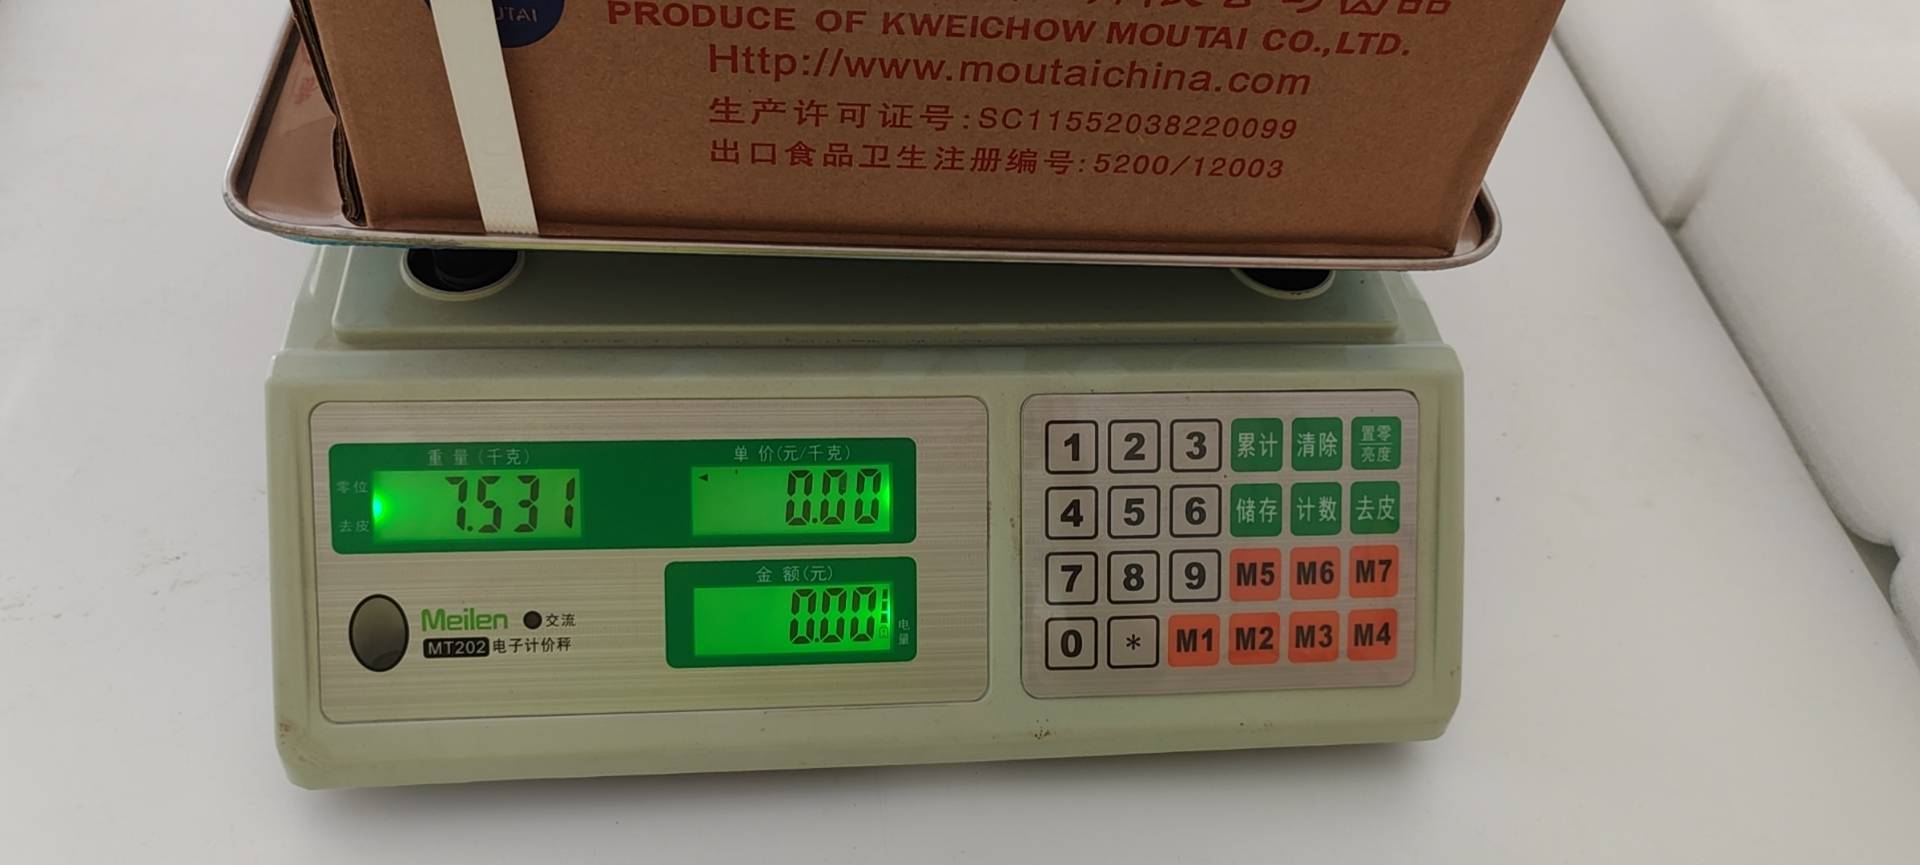 UTAI
PRODUCE OF KWEICHOW MOUTAI CO.,LTD.
Http://www.moutaichina.com
生产许可证号:SC11552038220099
出口食品卫生注册编号:5200/12003
重量(千克)
单价(元/千克)
零位
去皮
7.531
0.00
金额(元)
0.00
电量
Meilen
交流
MT202 电子计价秤
1 2 3 累计 清除 置零 亮度
4 5 6 储存 计数 去皮
7 8 9 M5 M6 M7
0 * M1 M2 M3 M4